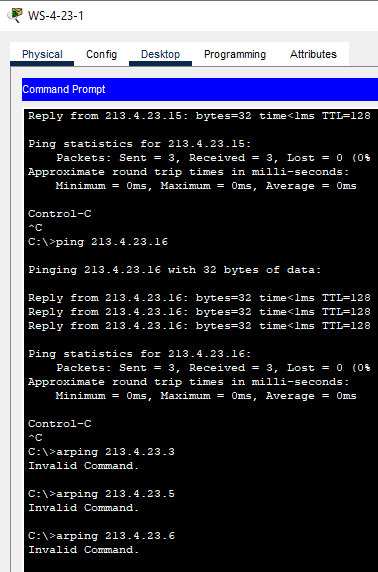 WS-4-23-1
Physical Config Desktop Programming Attributes
Command Prompt
Reply from 213.4.23.15: bytes=32 time<1ms TTL=128
Ping statistics for 213.4.23.15:
Packets: Sent = 3, Received = 3, Lost = 0 (0%
Approximate round trip times in milli-seconds:
Minimum = 0ms, Maximum = 0ms, Average = 0ms
Control-C
^C
C:\>ping 213.4.23.16
Pinging 213.4.23.16 with 32 bytes of data:
Reply from 213.4.23.16: bytes=32 time<1ms TTL=128
Reply from 213.4.23.16: bytes=32 time<1ms TTL=128
Reply from 213.4.23.16: bytes=32 time<1ms TTL=128
Ping statistics for 213.4.23.16:
Packets: Sent = 3, Received = 3, Lost = 0 (0%
Approximate round trip times in milli-seconds:
Minimum = 0ms, Maximum = 0ms, Average = 0ms
Control-C
^C
C:\>arping 213.4.23.3
Invalid Command.
C:\>arping 213.4.23.5
Invalid Command.
C:\>arping 213.4.23.6
Invalid Command.